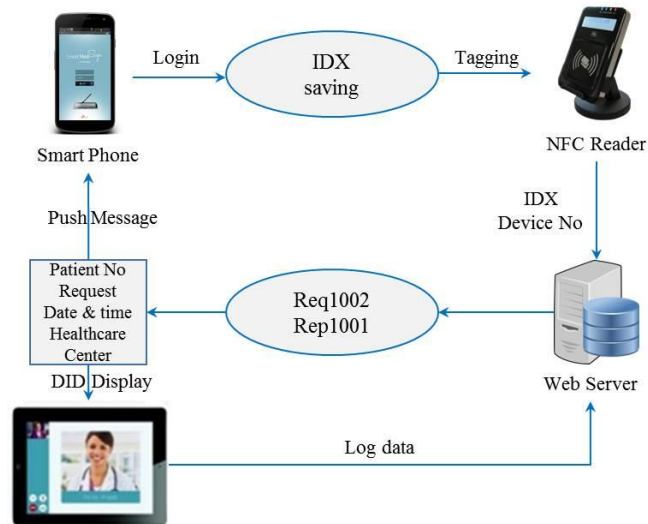 Login
IDX
saving
Tagging
Smart Phone
NFC Reader
Push Message
IDX
Device No
Patient No
Request
Date & time
Healthcare
Center
Req1002
Rep1001
DID Display
Web Server
Log data